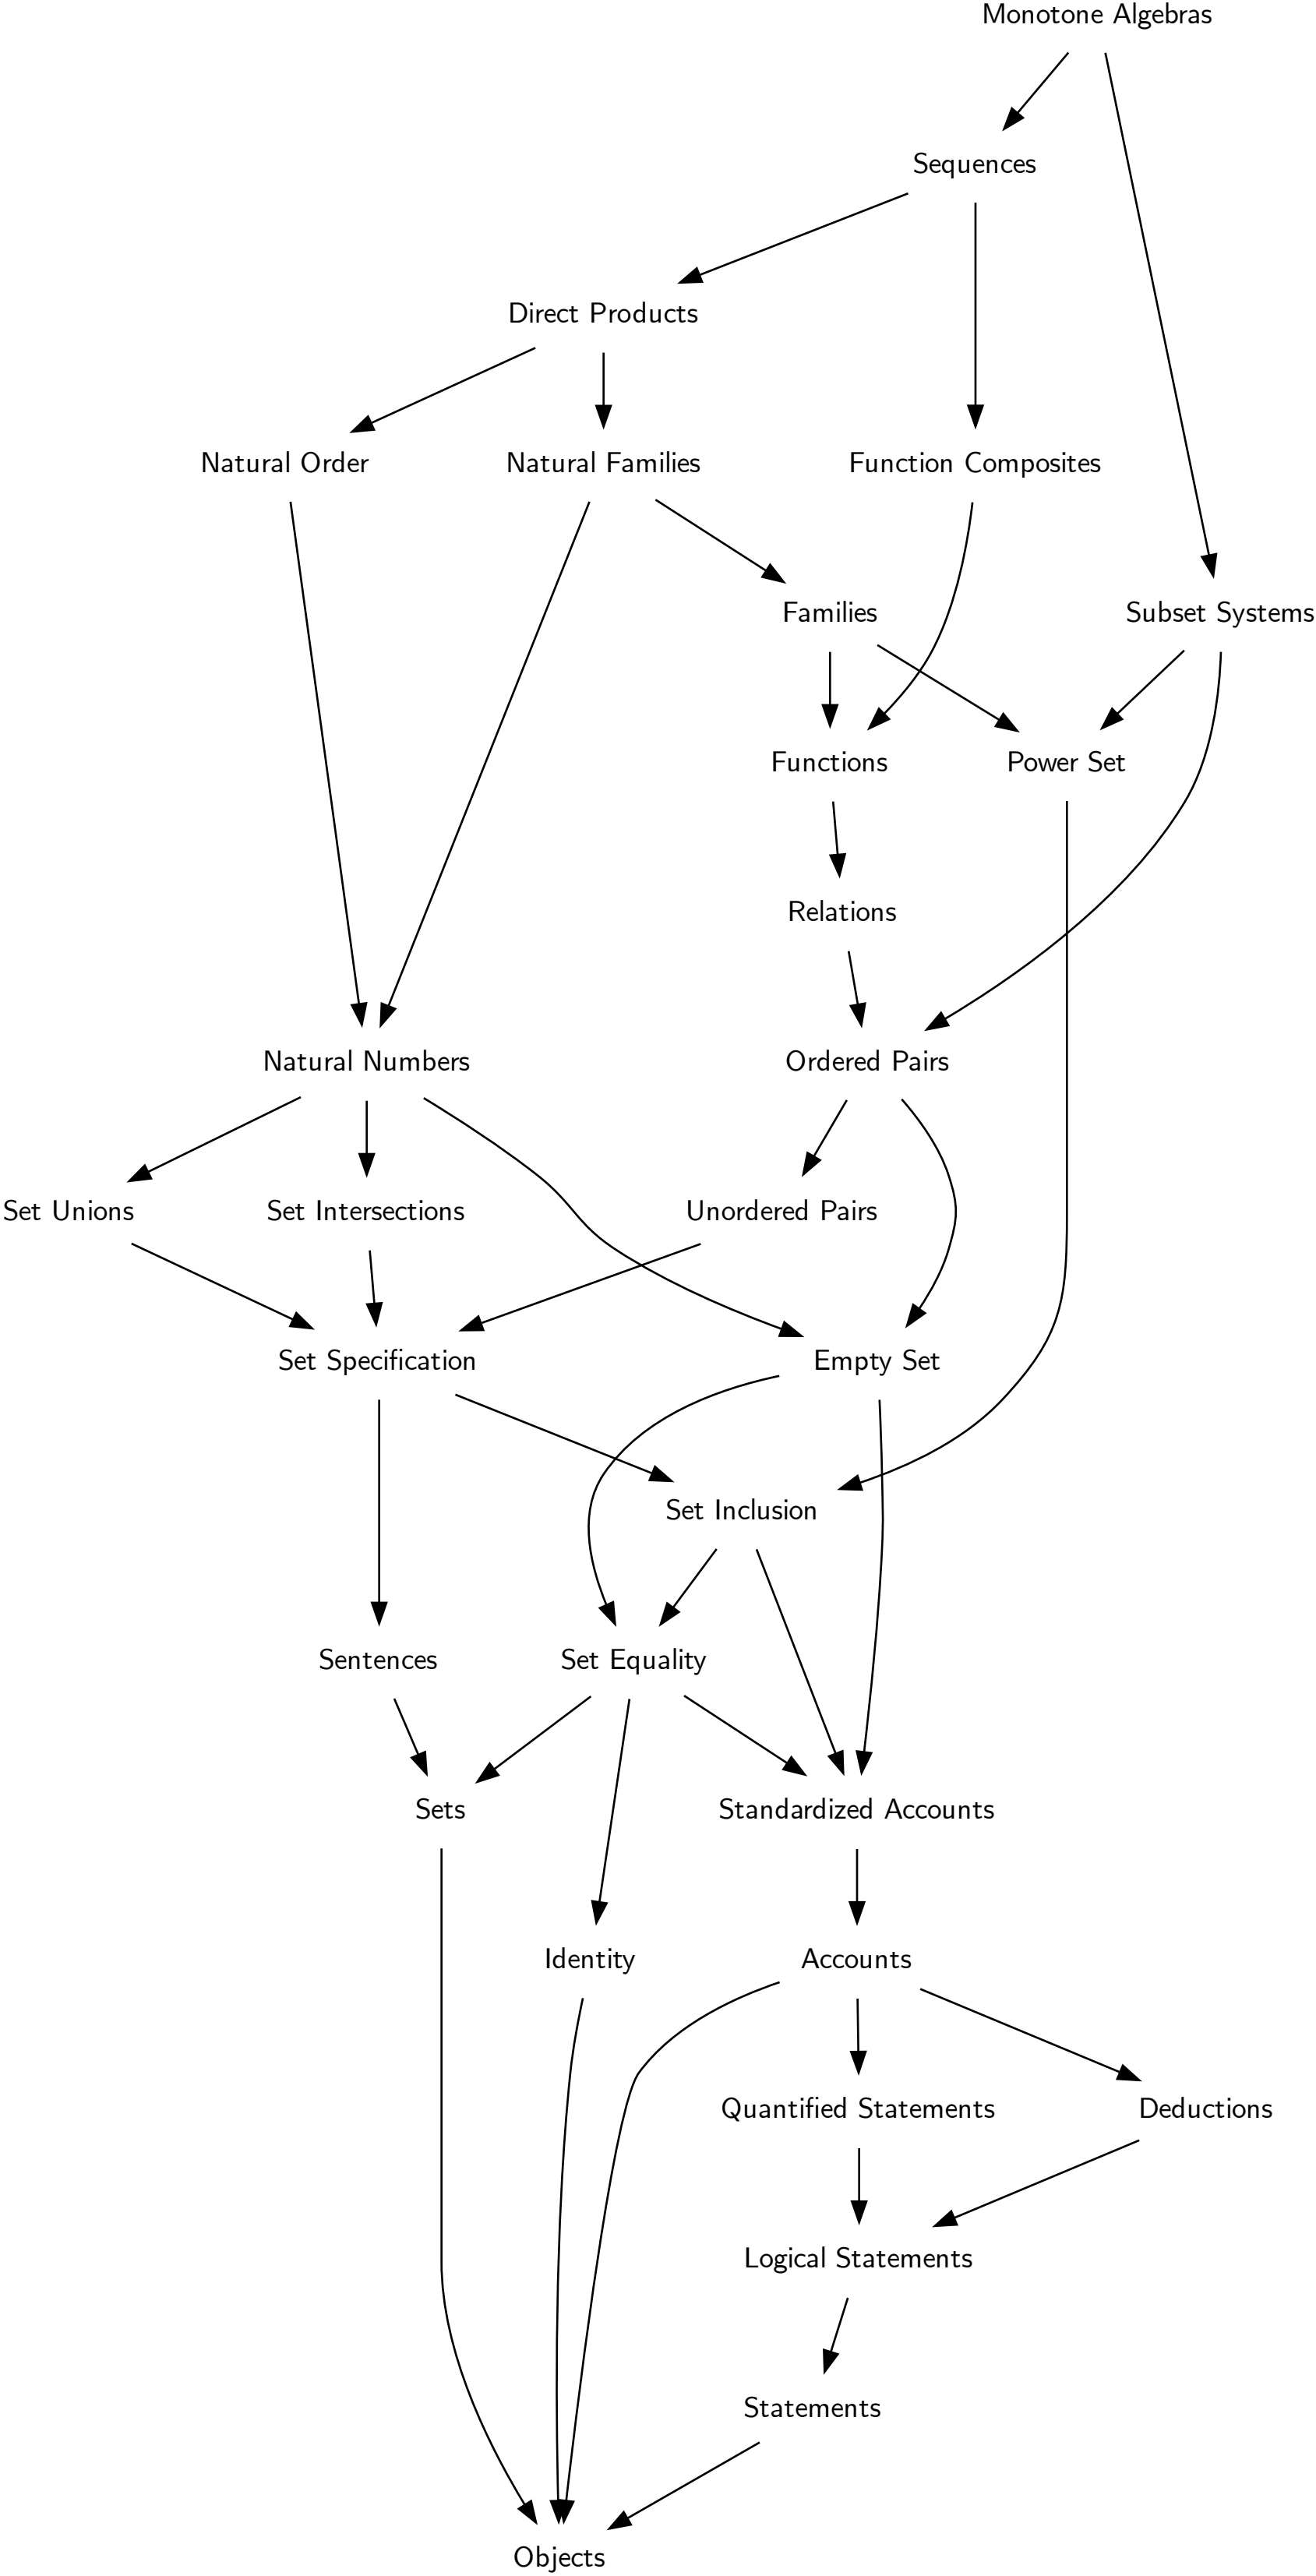 Monotone Algebras
Sequences
Direct Products
Natural Order
Natural Families
Function Composites
Families
Subset Systems
Functions
Power Set
Relations
Natural Numbers
Ordered Pairs
Set Unions
Set Intersections
Unordered Pairs
Set Specification
Empty Set
Set Inclusion
Sentences
Set Equality
Sets
Standardized Accounts
Identity
Accounts
Quantified Statements
Deductions
Logical Statements
Statements
Objects